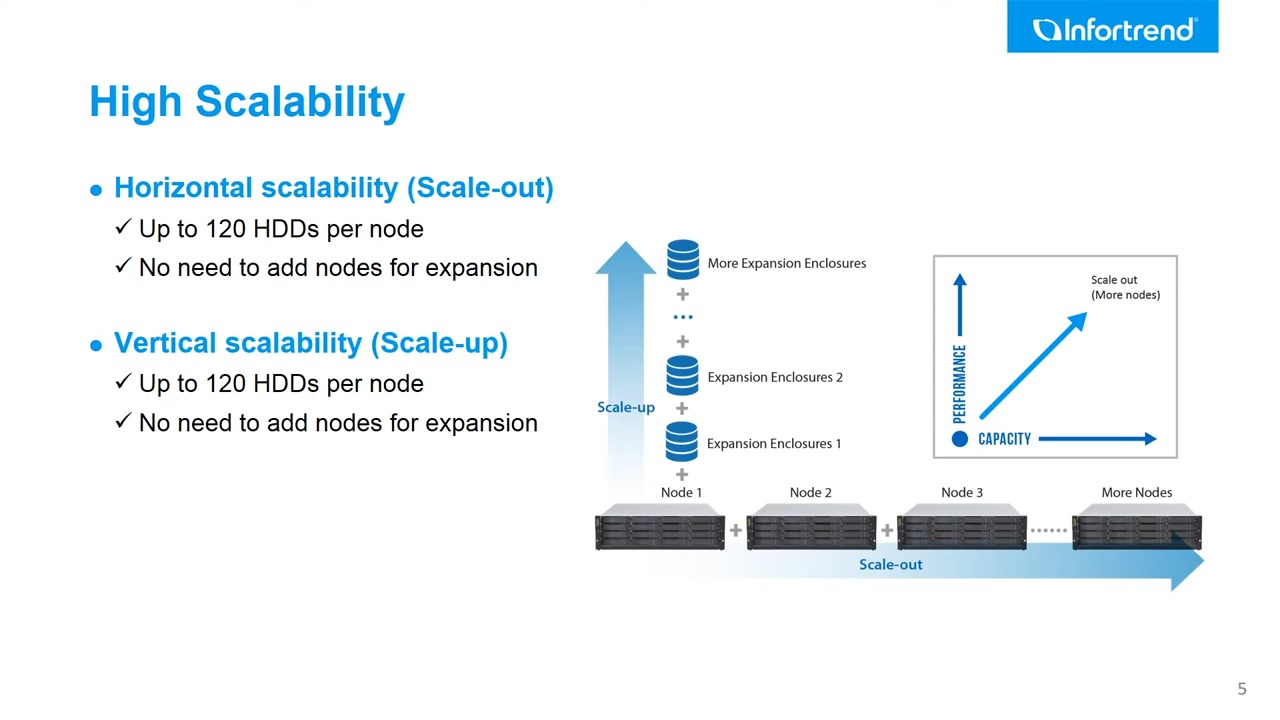 Infortrend®
High Scalability
Horizontal scalability (Scale-out)
Up to 120 HDDs per node
No need to add nodes for expansion
Vertical scalability (Scale-up)
Up to 120 HDDs per node
No need to add nodes for expansion
More Expansion Enclosures
Expansion Enclosures 2
Scale-up
Expansion Enclosures 1
Scale out
(More nodes)
PERFORMANCE
CAPACITY
Node 1
Node 2
Node 3
More Nodes
Scale-out
5